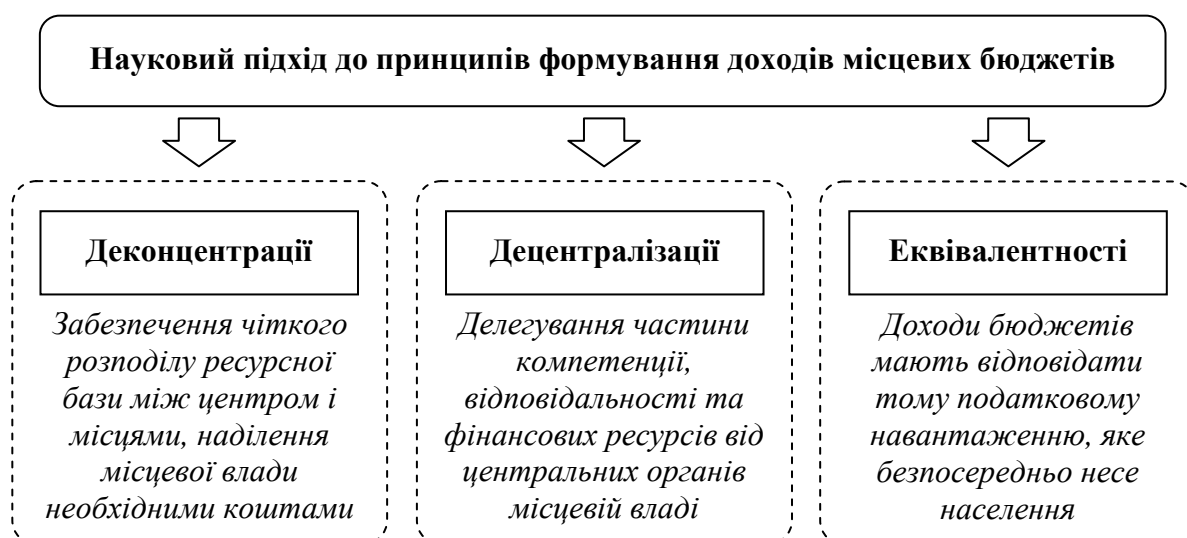 Науковий підхід до принципів формування доходів місцевих бюджетів
Деконцентрації
Забезпечення чіткого
розподілу ресурсної
бази між центром і
місцями, наділення
місцевої влади
необхідними коштами
Децентралізації
Делегування частини
компетенції,
відповідальності та
фінансових ресурсів від
центральних органів
місцевій владі
Еквівалентності
Доходи бюджетів
мають відповідати
тому податковому
навантаженню, яке
безпосередньо несе
населення